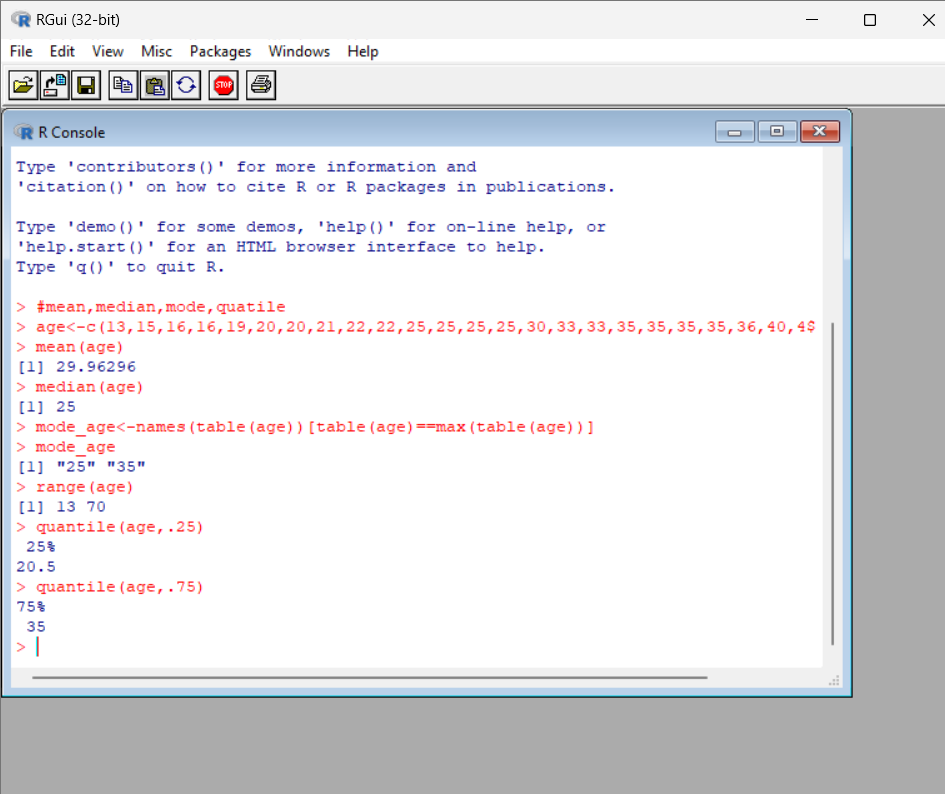 RGui (32-bit)
File Edit View Misc Packages Windows Help
STOP
R Console
Type 'contributors()' for more information and
'citation()' on how to cite R or R packages in publications.
Type 'demo()' for some demos, 'help()' for on-line help, or
'help.start()' for an HTML browser interface to help.
Type 'q()' to quit R.
> #mean,median,mode,quatile
> age<-c(13,15,16,16,19,20,20,21,22,22,25,25,25,25,30,33,33,35,35,35,35,36,40,4$
> mean(age)
[1] 29.96296
> median(age)
[1] 25
> mode_age<-names(table(age))[table(age)==max(table(age))]
> mode_age
[1] "25" "35"
> range(age)
[1] 13 70
> quantile(age,.25)
 25%
20.5
> quantile(age,.75)
75%
 35
>